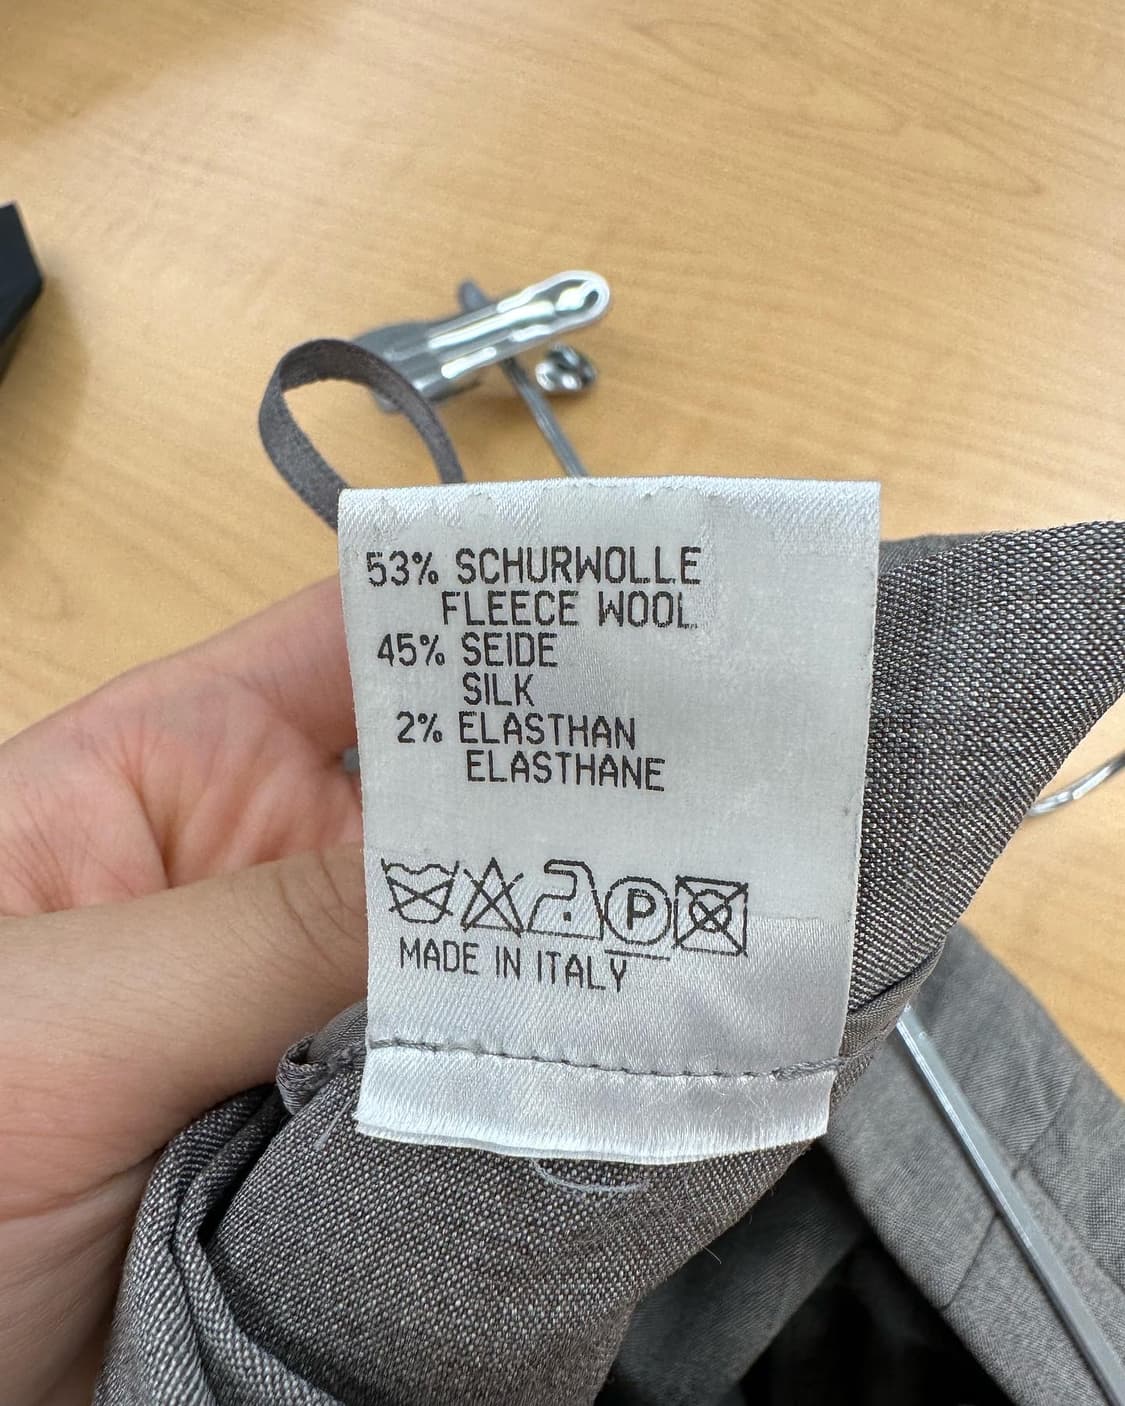 53% SCHURWOLLE
FLEECE WOOL
45% SEIDE
SILK
2% ELASTHAN
ELASTHANE
P
MADE IN ITALY